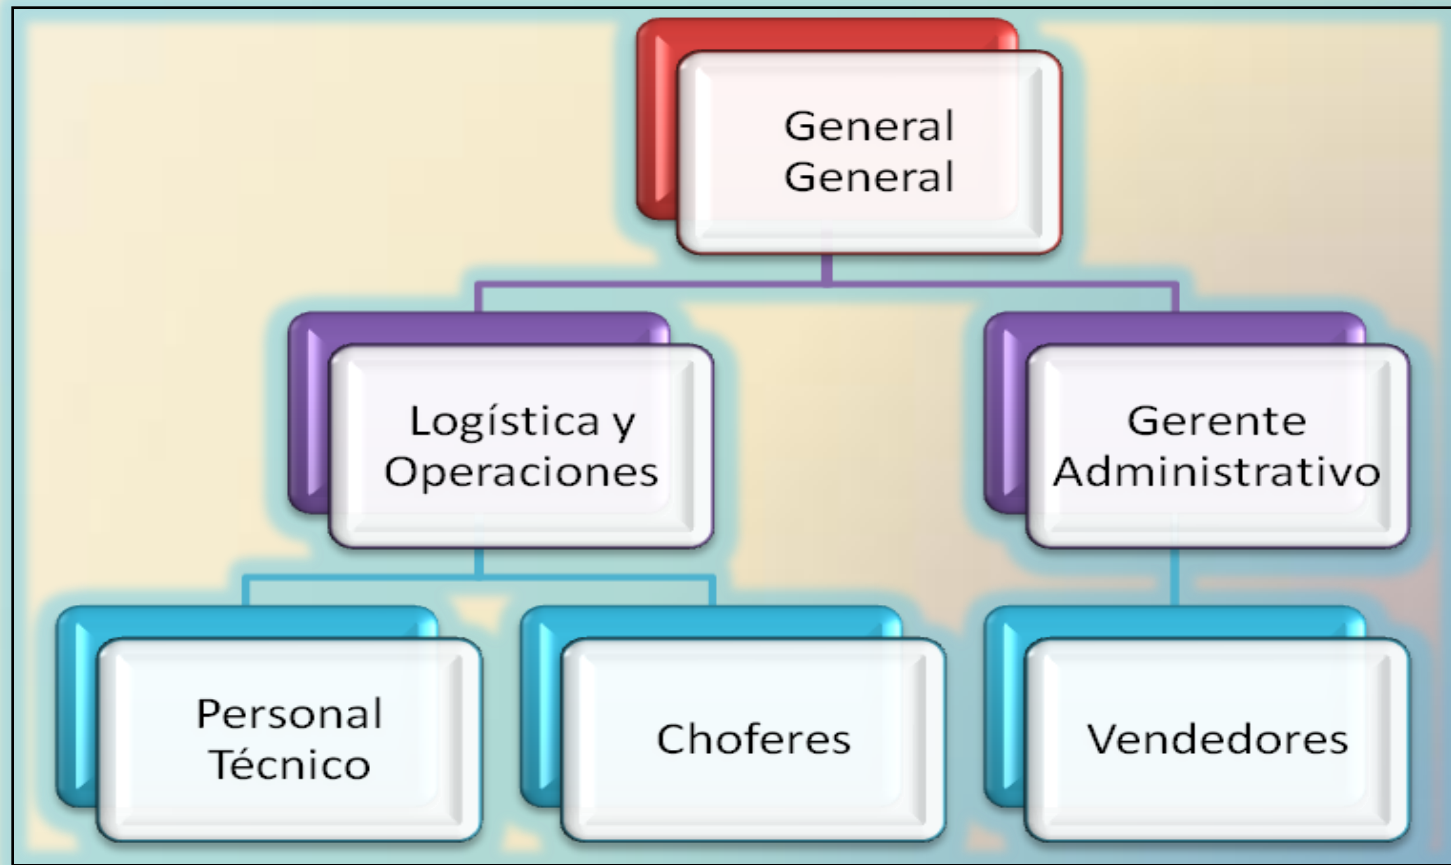 General
General
Logística y
Operaciones
Gerente
Administrativo
Personal
Técnico
Choferes
Vendedores